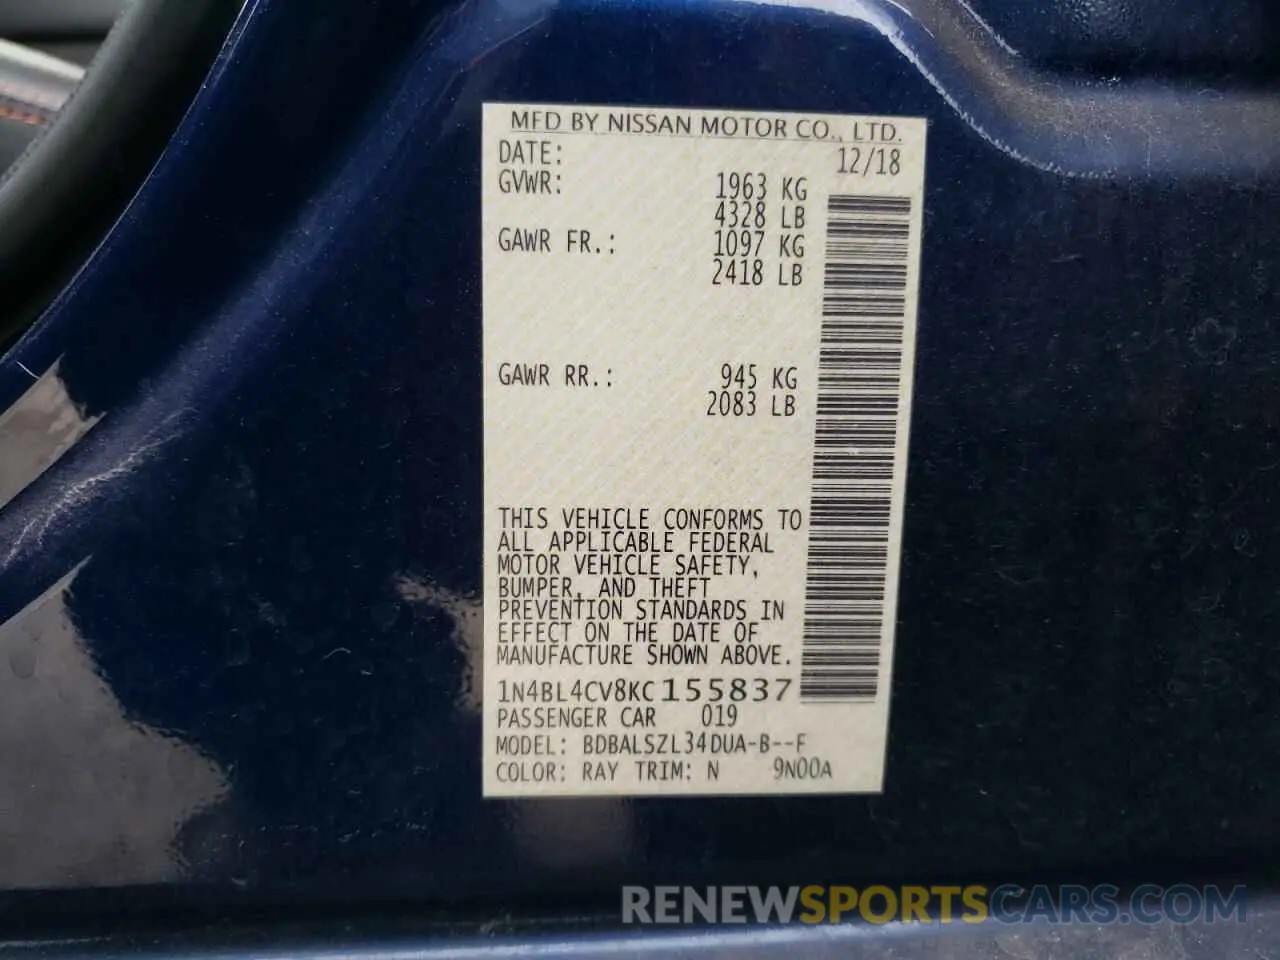 MFD BY NISSAN MOTOR CO., LTD.
DATE: 12/18
GVWR: 1963 KG
4328 LB
GAWR FR.: 1097 KG
2418 LB
GAWR RR.: 945 KG
2083 LB
THIS VEHICLE CONFORMS TO
ALL APPLICABLE FEDERAL
MOTOR VEHICLE SAFETY,
BUMPER, AND THEFT
PREVENTION STANDARDS IN
EFFECT ON THE DATE OF
MANUFACTURE SHOWN ABOVE.
1N4BL4CV8KC155837
PASSENGER CAR 019
MODEL: BDBALSZL34DUA-B--F
COLOR: RAY TRIM: N 9N00A
RENEWSPORTSCARS.COM